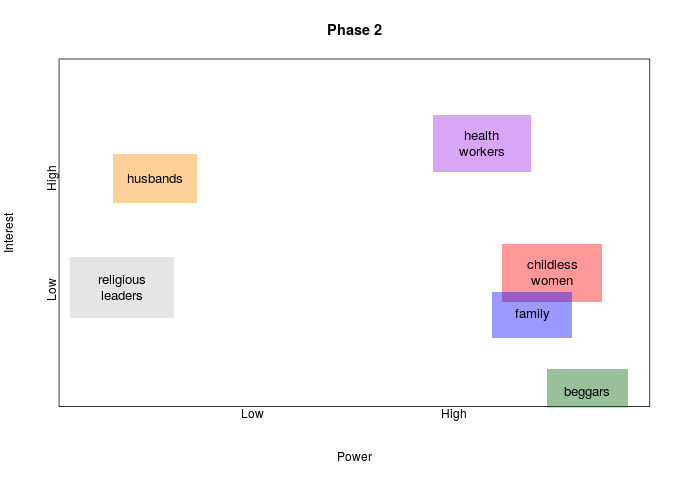 Phase 2
health
workers
husbands
High
Interest
childless
women
religious
leaders
Low
family
beggars
Low
High
Power